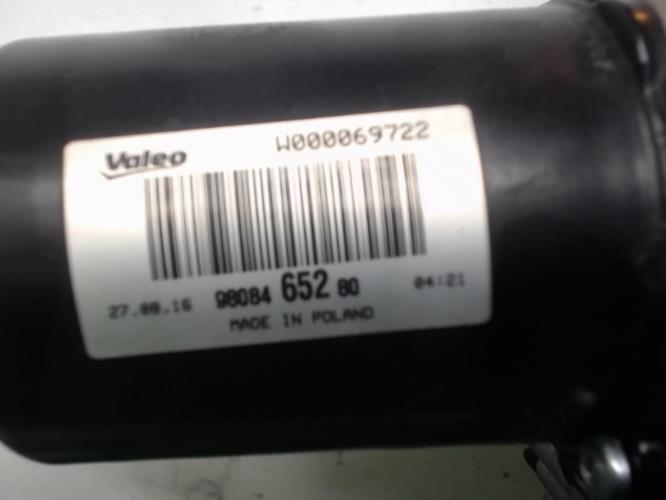 Valeo W000069722
27.08.16 98084 652 80 04:21
MADE IN POLAND